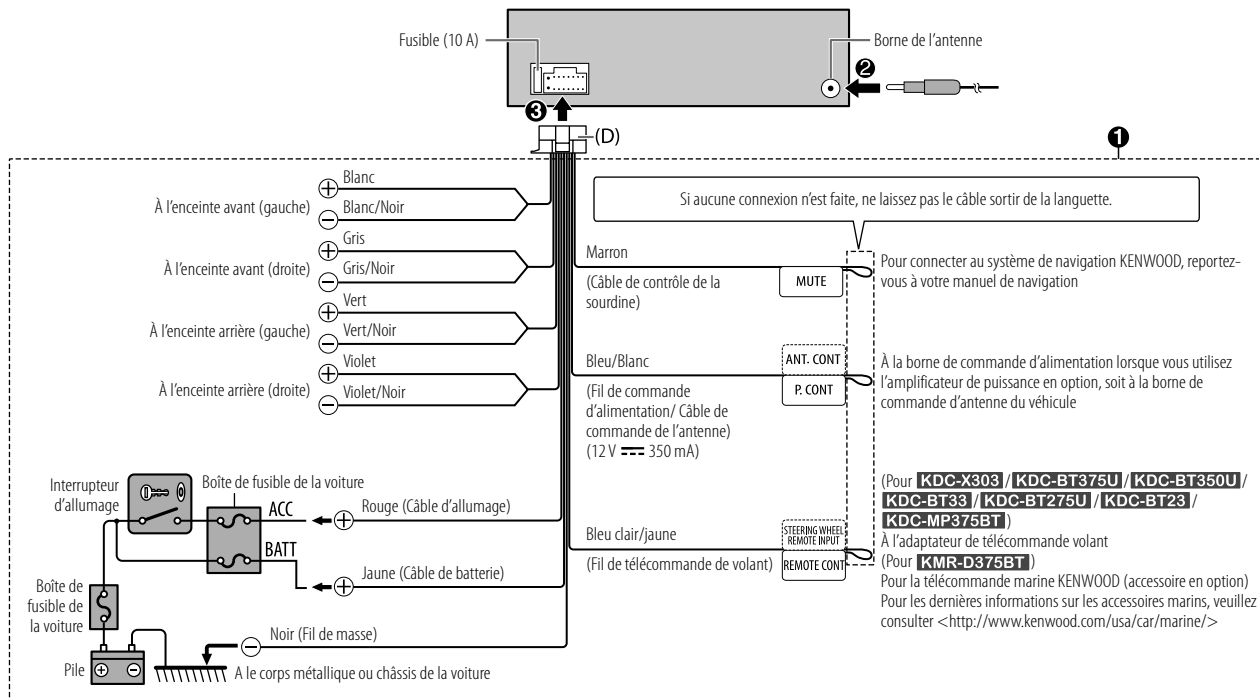 Fusible (10 A)
Borne de l'antenne
❷
❸
(D)
❶
Blanc
À l'enceinte avant (gauche)
Blanc/Noir
Gris
À l'enceinte avant (droite)
Gris/Noir
Vert
À l'enceinte arrière (gauche)
Vert/Noir
Violet
À l'enceinte arrière (droite)
Violet/Noir
Si aucune connexion n'est faite, ne laissez pas le câble sortir de la languette.
Marron
(Câble de contrôle de la
sourdine)
MUTE
Pour connecter au système de navigation KENWOOD, reportez-
vous à votre manuel de navigation
Bleu/Blanc
(Fil de commande
d'alimentation/ Câble de
commande de l'antenne)
(12 V ⎓ 350 mA)
ANT. CONT
P. CONT
À la borne de commande d'alimentation lorsque vous utilisez
l'amplificateur de puissance en option, soit à la borne de
commande d'antenne du véhicule
Interrupteur
d'allumage
Boîte de fusible de la voiture
ACC
Rouge (Câble d'allumage)
BATT
Jaune (Câble de batterie)
Boîte de
fusible de
la voiture
Noir (Fil de masse)
Pile
A le corps métallique ou châssis de la voiture
Bleu clair/jaune
(Fil de télécommande de volant)
STEERING WHEEL
REMOTE INPUT
REMOTE CONT
(Pour KDC-X303 / KDC-BT375U / KDC-BT350U /
KDC-BT33 / KDC-BT275U / KDC-BT23 /
KDC-MP375BT )
À l'adaptateur de télécommande volant
(Pour KMR-D375BT )
Pour la télécommande marine KENWOOD (accessoire en option)
Pour les dernières informations sur les accessoires marins, veuillez
consulter <http://www.kenwood.com/usa/car/marine/>